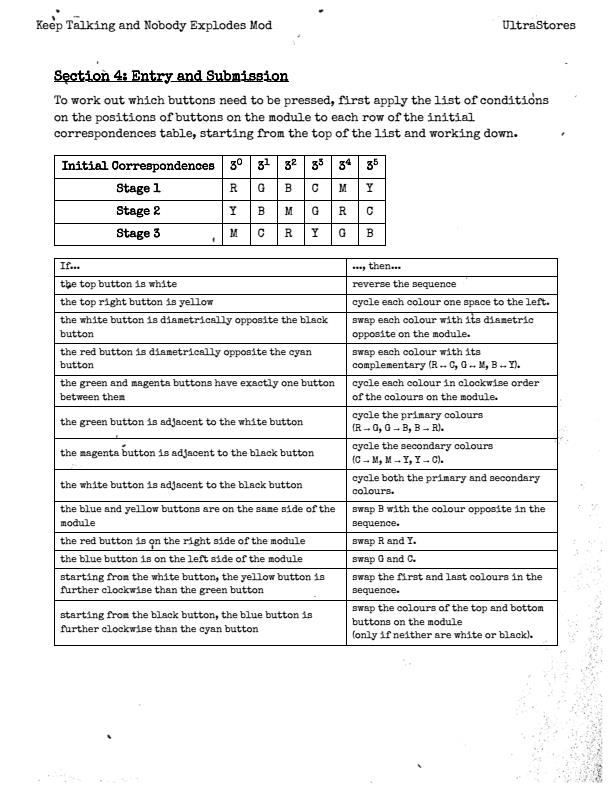 Keep Talking and Nobody Explodes Mod UltraStores
Section 4: Entry and Submission
To work out which buttons need to be pressed, first apply the list of conditions
on the positions of buttons on the module to each row of the initial
correspondences table, starting from the top of the list and working down.
Initial Correspondences 3⁰ 3¹ 3² 3³ 3⁴ 3⁵
Stage 1 R G B C M Y
Stage 2 Y B M G R C
Stage 3 M C R Y G B
If... ..., then...
the top button is white reverse the sequence
the top right button is yellow cycle each colour one space to the left.
the white button is diametrically opposite the black swap each colour with its diametric
button opposite on the module.
the red button is diametrically opposite the cyan swap each colour with its
button complementary (R↔C, G↔M, B↔Y).
the green and magenta buttons have exactly one button cycle each colour in clockwise order
between them of the colours on the module.
the green button is adjacent to the white button cycle the primary colours
(R→G, G→B, B→R).
the magenta button is adjacent to the black button cycle the secondary colours
(C→M, M→Y, Y→C).
the white button is adjacent to the black button cycle both the primary and secondary
colours.
the blue and yellow buttons are on the same side of the swap B with the colour opposite in the
module sequence.
the red button is on the right side of the module swap R and Y.
the blue button is on the left side of the module swap G and C.
starting from the white button, the yellow button is swap the first and last colours in the
further clockwise than the green button sequence.
starting from the black button, the blue button is swap the colours of the top and bottom
further clockwise than the cyan button buttons on the module
(only if neither are white or black).